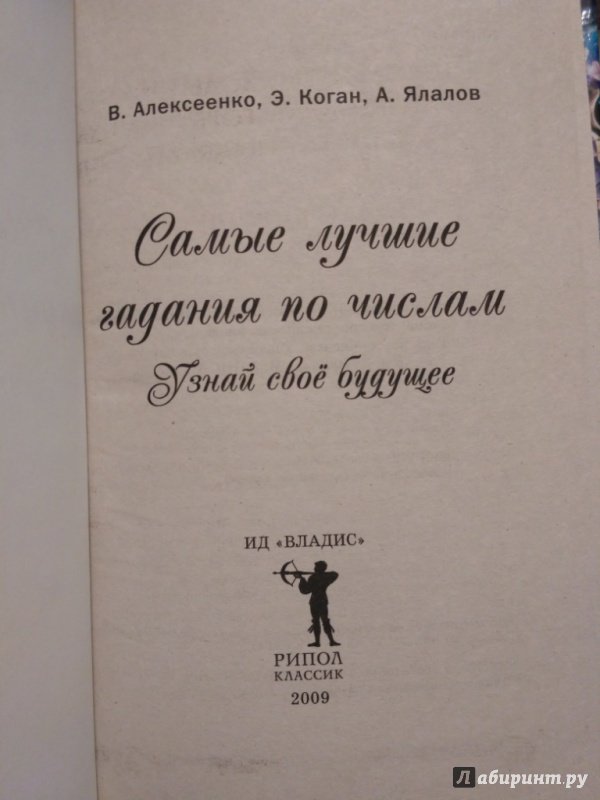 В. Алексеенко, Э. Коган, А. Ялалов
Самые лучшие
гадания по числам
Узнай своё будущее
ИД «ВЛАДИС»
РИПОЛ
КЛАССИК
2009
Лабиринт.ру